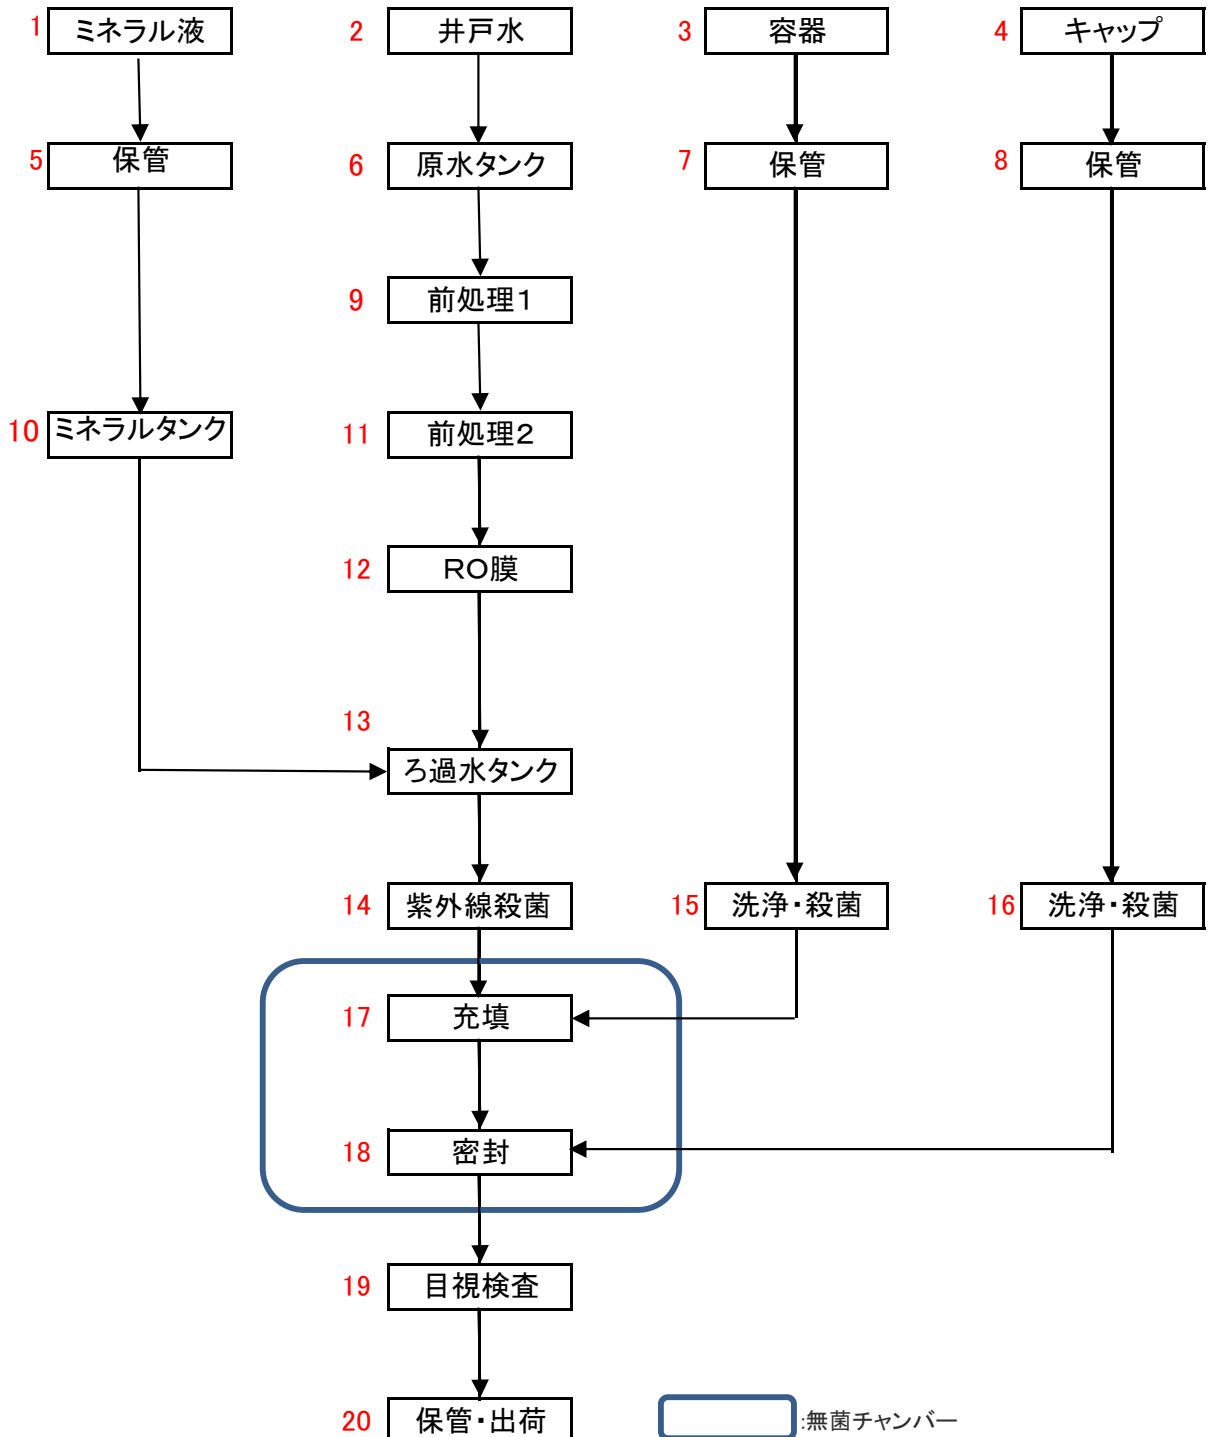 1 ミネラル液
2 井戸水
3 容器
4 キャップ
5 保管
6 原水タンク
7 保管
8 保管
9 前処理1
10 ミネラルタンク
11 前処理2
12 RO膜
13 ろ過水タンク
14 紫外線殺菌
15 洗浄・殺菌
16 洗浄・殺菌
17 充填
18 密封
19 目視検査
20 保管・出荷
:無菌チャンバー